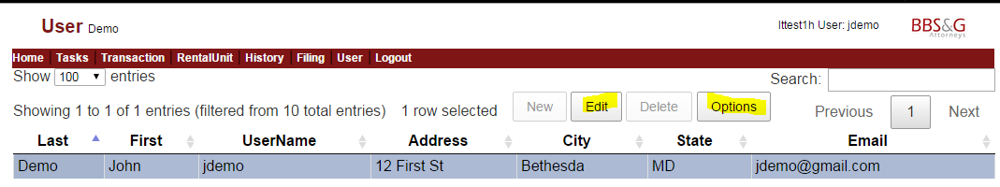 User Demo
lttest1h User: jdemo
BBS&G
Attorneys
Home Tasks Transaction RentalUnit History Filing User Logout
Show 100 entries
Search:
Showing 1 to 1 of 1 entries (filtered from 10 total entries) 1 row selected New Edit Delete Options Previous 1 Next
Last First UserName Address City State Email
Demo John jdemo 12 First St Bethesda MD jdemo@gmail.com